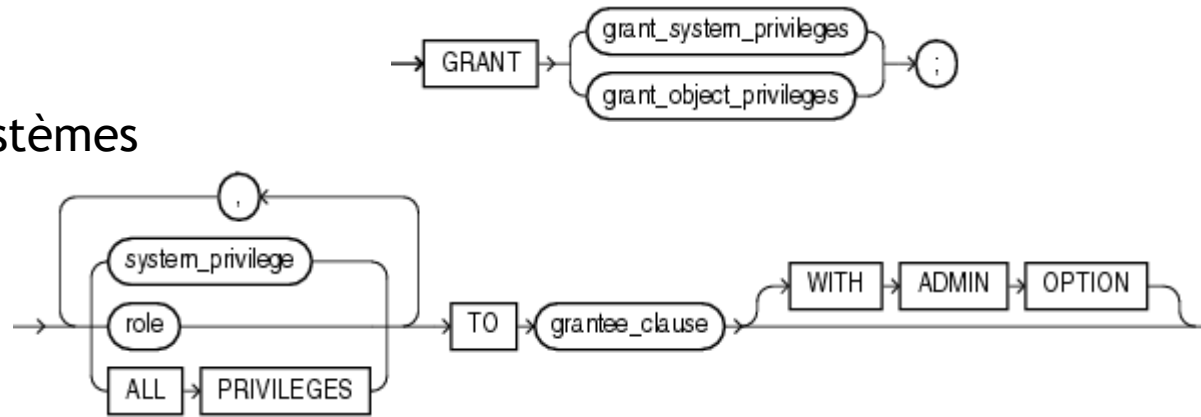 GRANT grant_system_privileges ;
grant_object_privileges
stèmes
,
system_privilege
WITH ADMIN OPTION
role TO grantee_clause
ALL PRIVILEGES